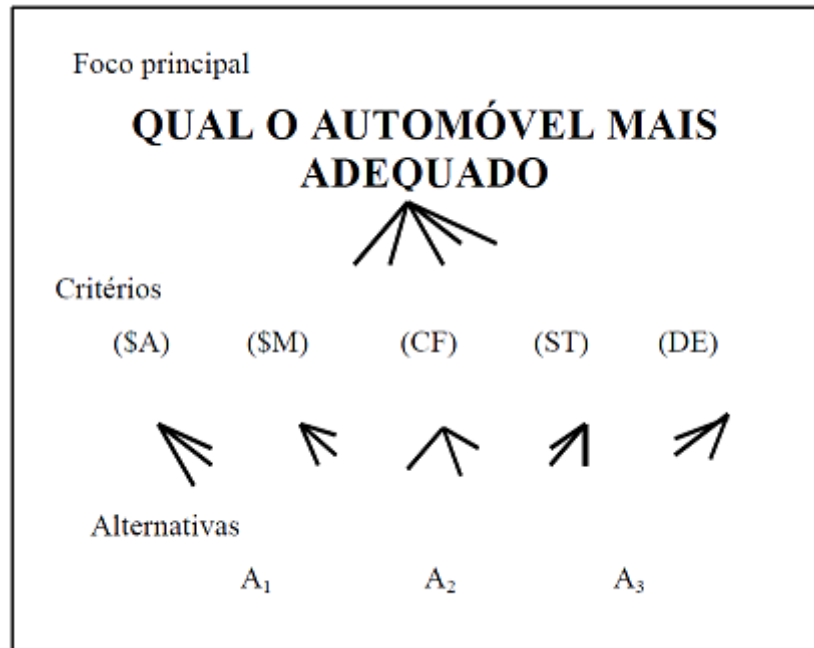 Foco principal
QUAL O AUTOMÓVEL MAIS
ADEQUADO
Critérios
($A) ($M) (CF) (ST) (DE)
Alternativas
A₁ A₂ A₃